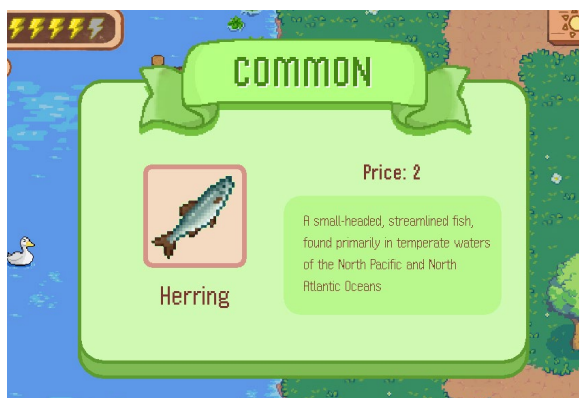 COMMON
Price: 2
A small-headed, streamlined fish,
found primarily in temperate waters
of the North Pacific and North
Atlantic Oceans
Herring